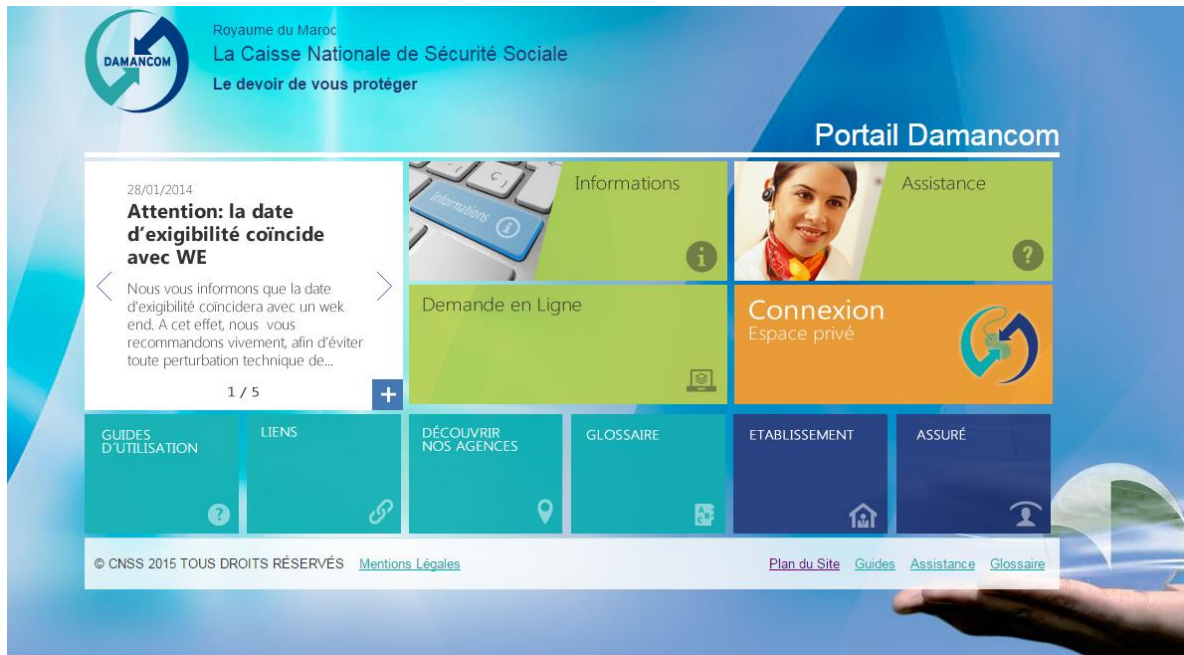 DAMANCOM
Royaume du Maroc
La Caisse Nationale de Sécurité Sociale
Le devoir de vous protéger
Portail Damancom
28/01/2014
Attention: la date
d'exigibilité coïncide
avec WE
Nous vous informons que la date
d'exigibilité coïncidera avec un wek
end. A cet effet, nous vous
recommandons vivement, afin d'éviter
toute perturbation technique de...
1 / 5
+
Informations
Informations
Assistance
Demande en Ligne
Connexion
Espace privé
GUIDES
D'UTILISATION
LIENS
DÉCOUVRIR
NOS AGENCES
GLOSSAIRE
ETABLISSEMENT
ASSURÉ
© CNSS 2015 TOUS DROITS RÉSERVÉS Mentions Légales
Plan du Site Guides Assistance Glossaire